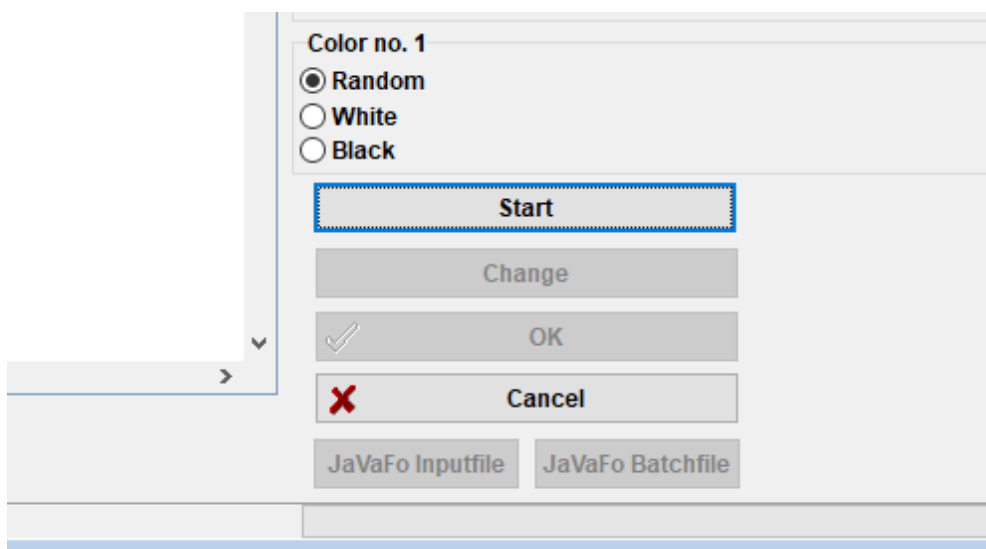 Color no. 1
Random
White
Black
Start
Change
OK
Cancel
JaVaFo Inputfile
JaVaFo Batchfile